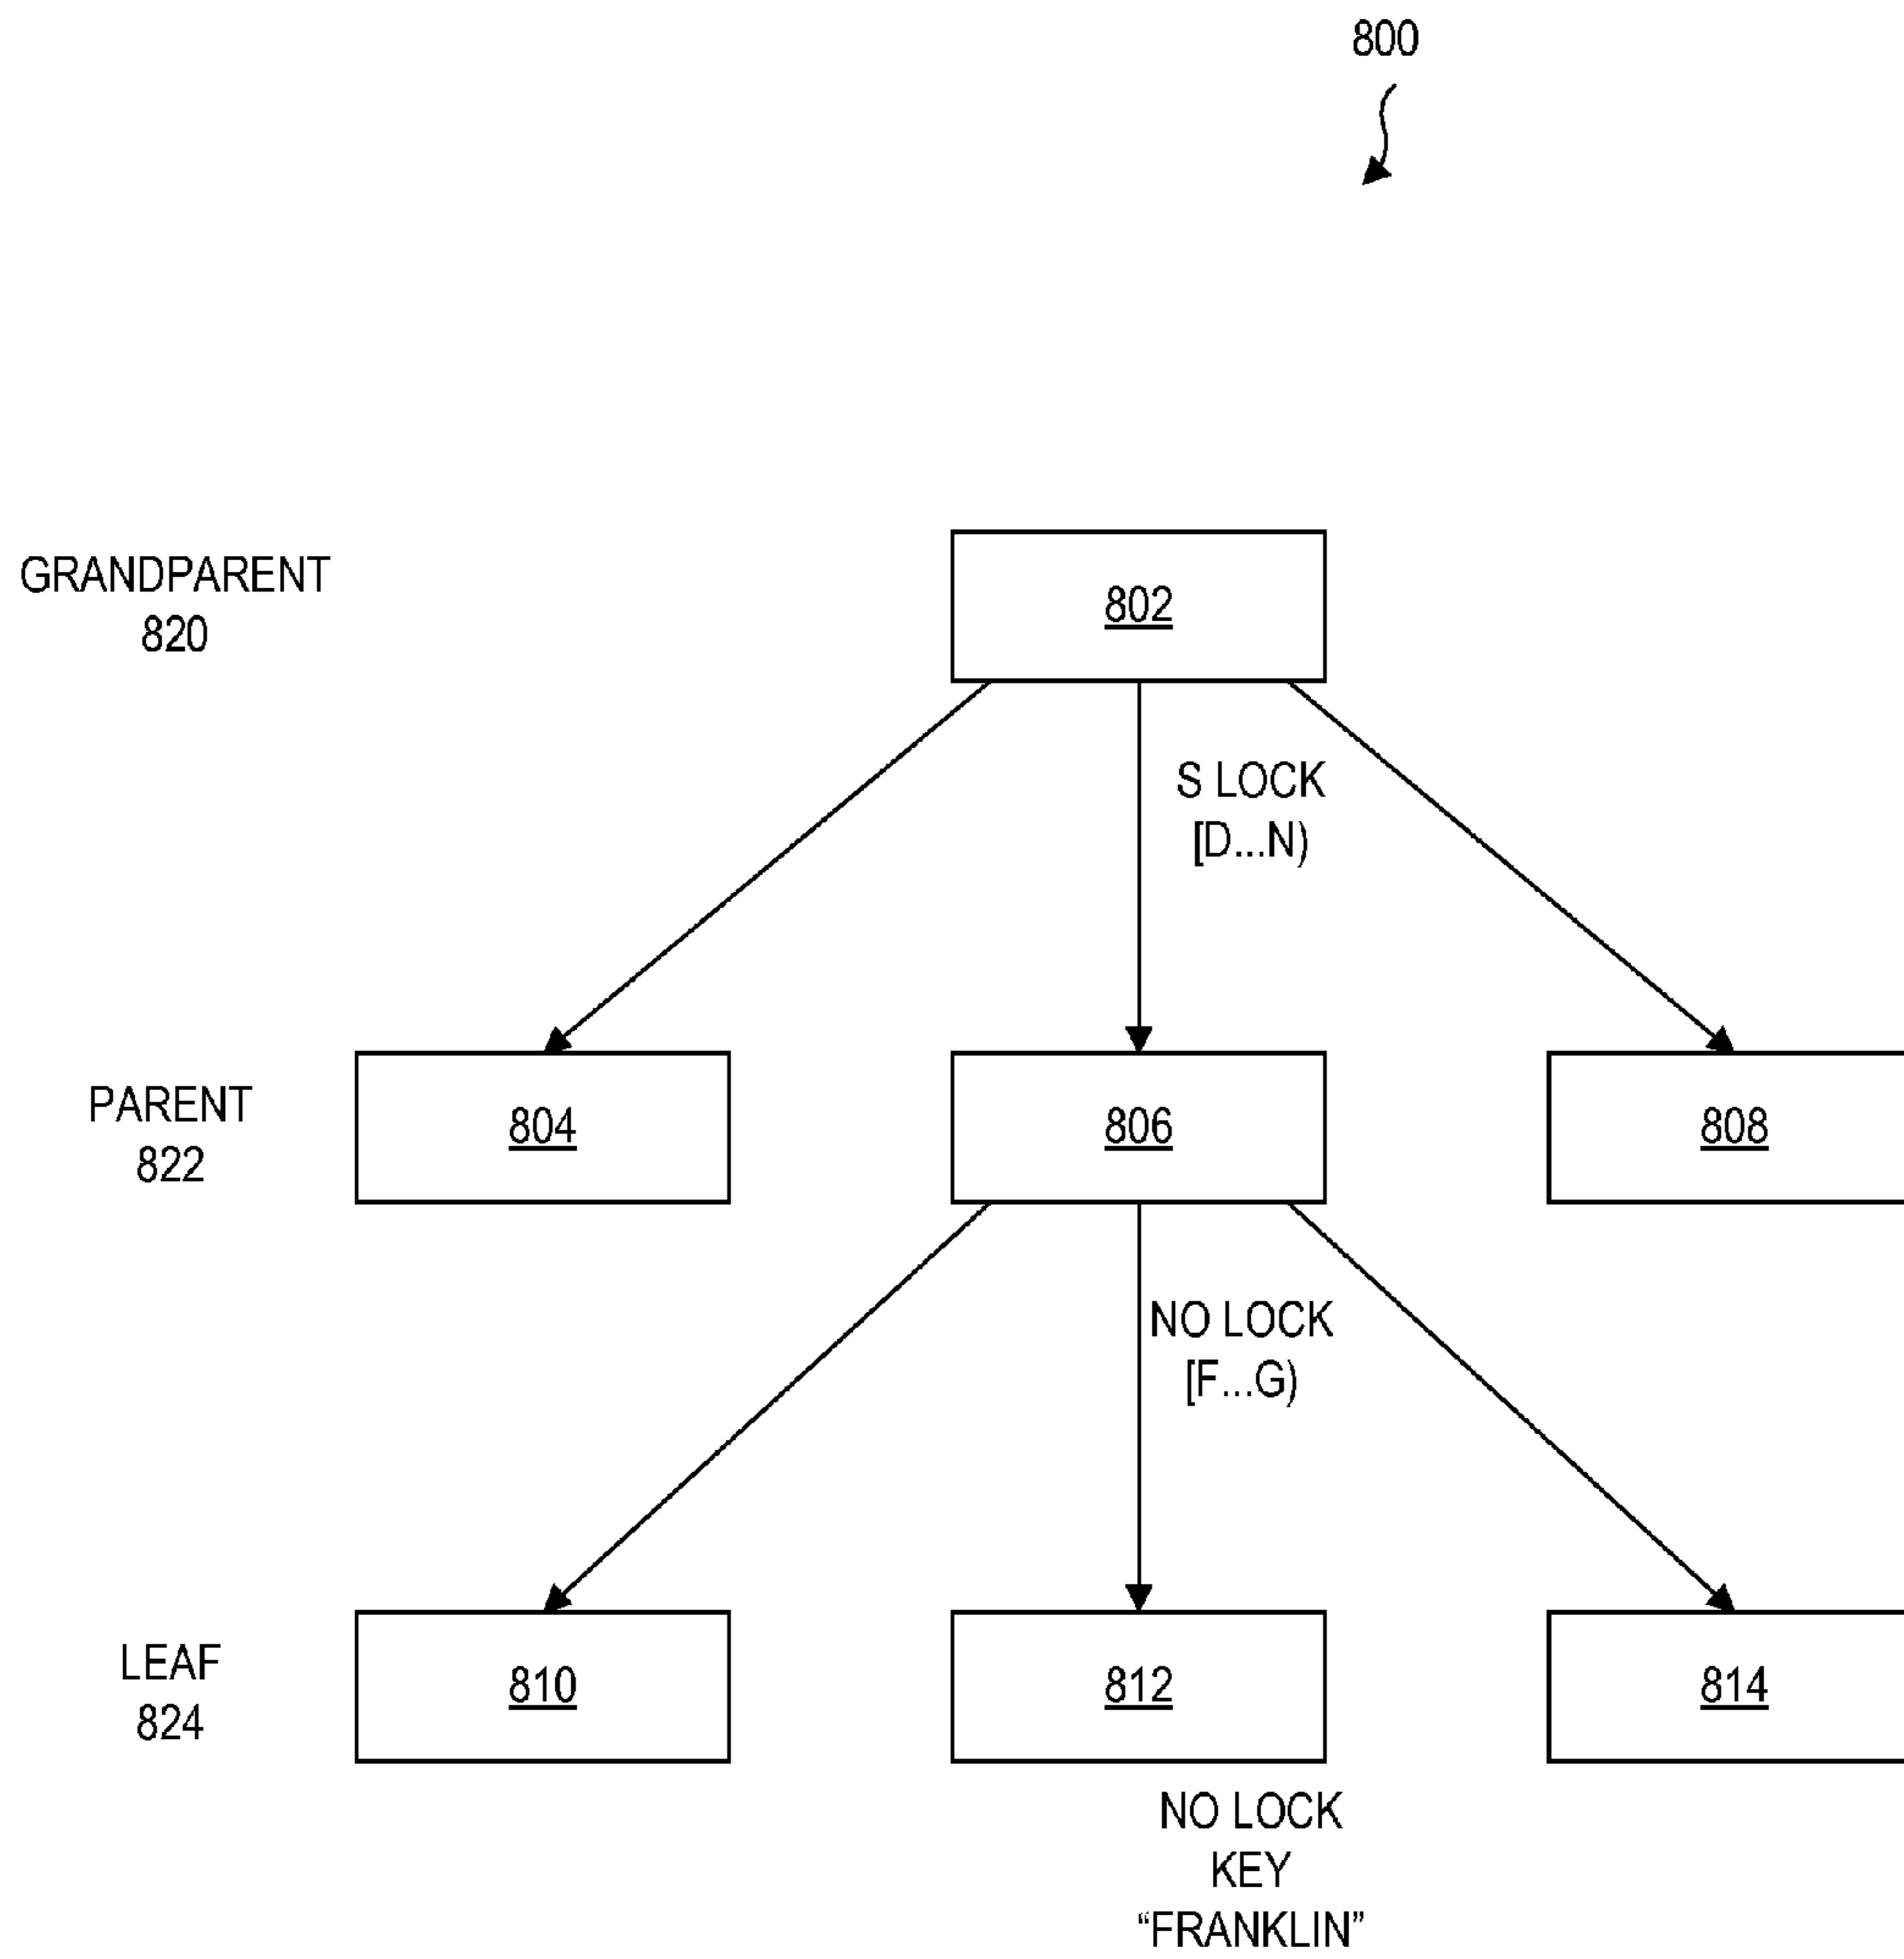 800
GRANDPARENT
820
802
S LOCK
[D...N)
PARENT
822
804
806
808
NO LOCK
[F...G)
LEAF
824
810
812
814
NO LOCK
KEY
“FRANKLIN”